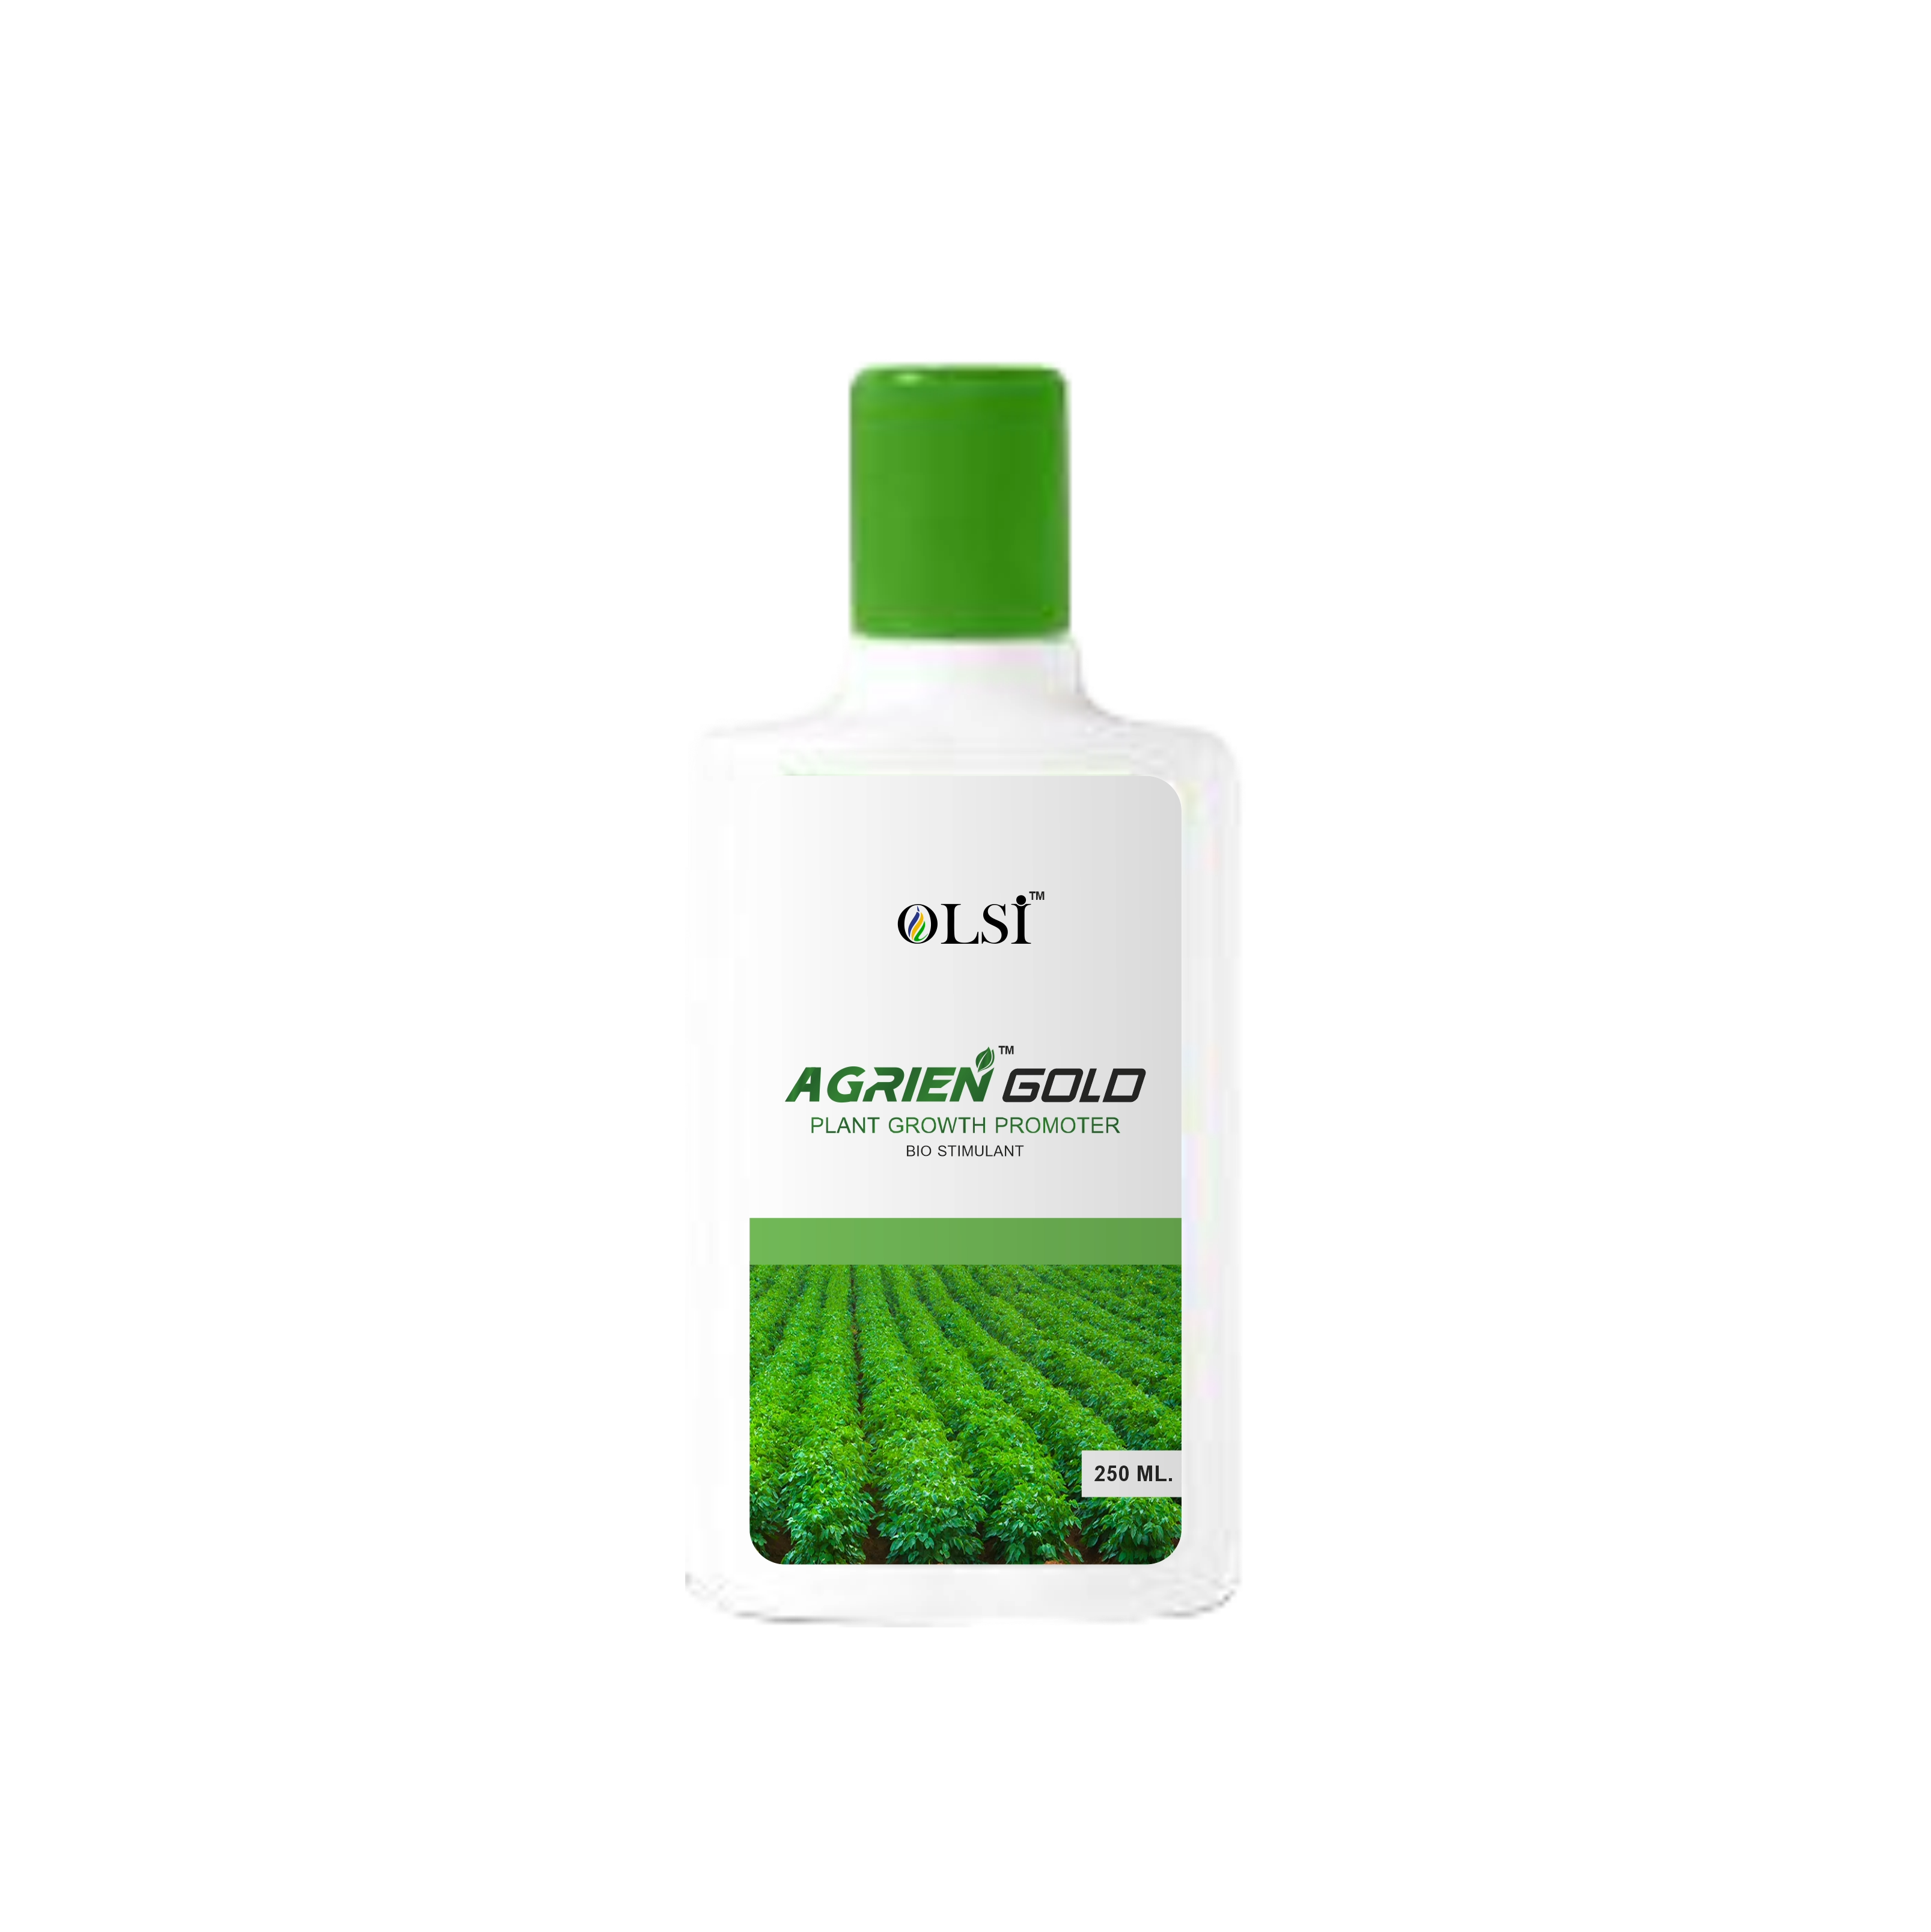 OLSi™
AGRIEN™ GOLD
PLANT GROWTH PROMOTER
BIO STIMULANT
250 ML.